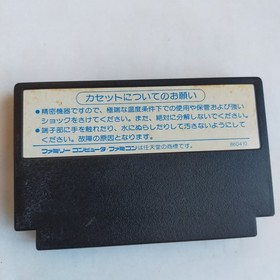 カセットについてのお願い
●精密機器ですので、極端な温度条件下での使用や保管および強い
ショックをさけてください。また、絶対に分解しないでください。
●端子部に手を触れたり、水にぬらしたりして汚さないようにして
ください。故障の原因となります。
ファミリーコンピュータ・ファミコンは任天堂の商標です。